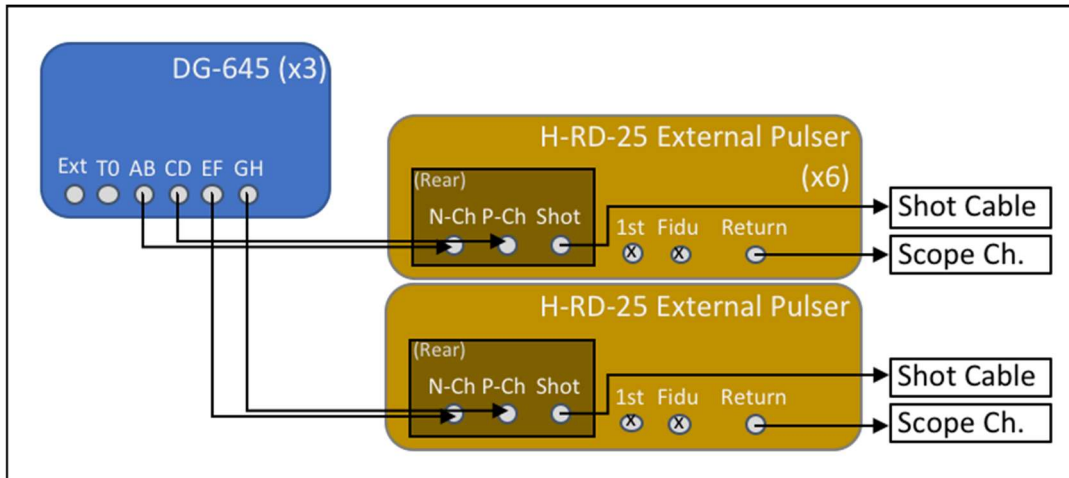 DG-645 (x3)
Ext T0 AB CD EF GH
H-RD-25 External Pulser
(x6)
(Rear)
N-Ch P-Ch Shot
1st Fidu Return
X X
Shot Cable
Scope Ch.
H-RD-25 External Pulser
(Rear)
N-Ch P-Ch Shot
1st Fidu Return
X X
Shot Cable
Scope Ch.